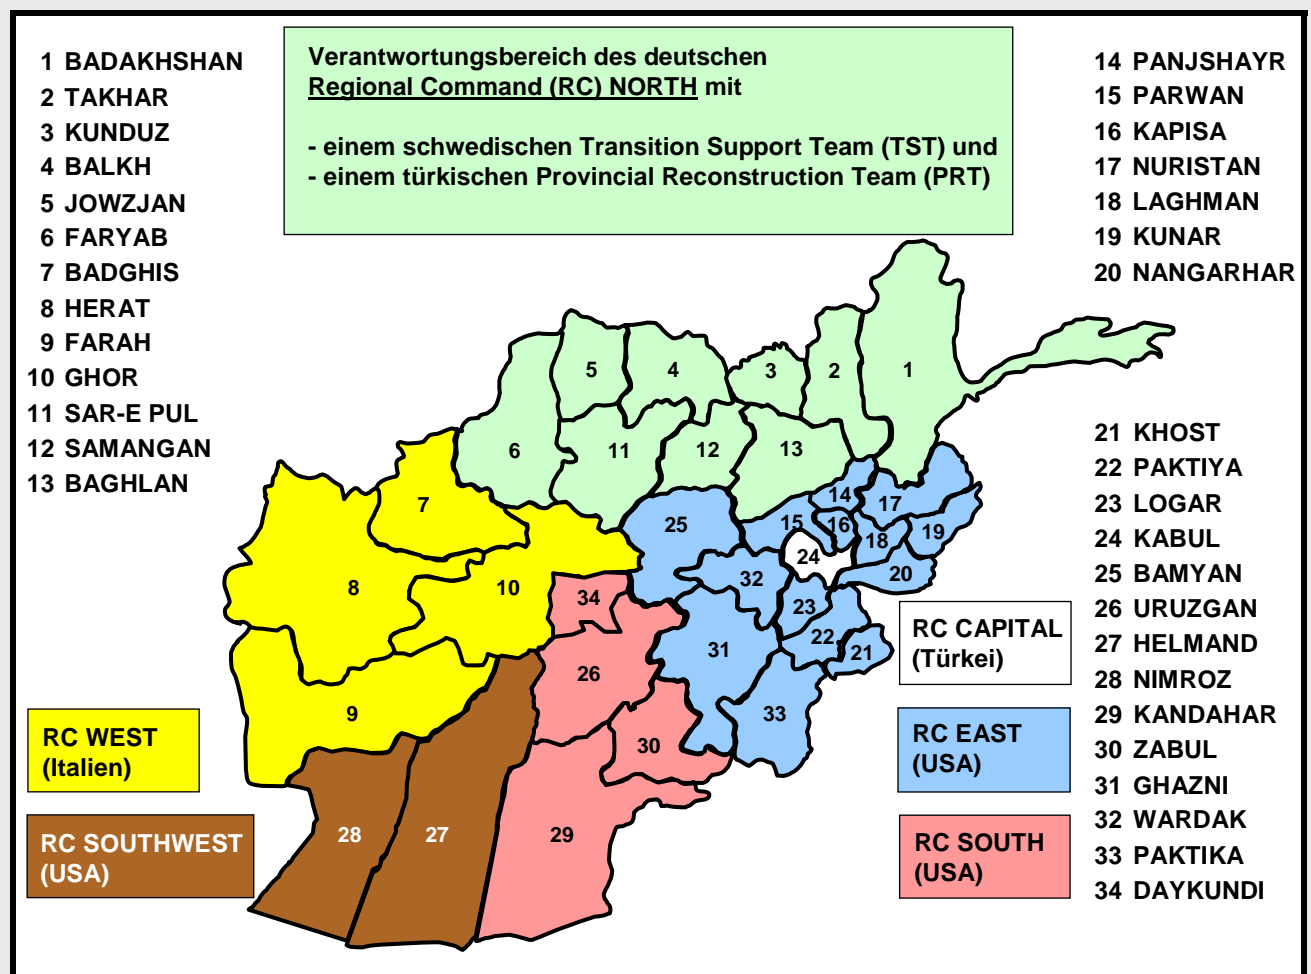 1 BADAKHSHAN
2 TAKHAR
3 KUNDUZ
4 BALKH
5 JOWZJAN
6 FARYAB
7 BADGHIS
8 HERAT
9 FARAH
10 GHOR
11 SAR-E PUL
12 SAMANGAN
13 BAGHLAN
Verantwortungsbereich des deutschen
Regional Command (RC) NORTH mit
- einem schwedischen Transition Support Team (TST) und
- einem türkischen Provincial Reconstruction Team (PRT)
14 PANJSHAYR
15 PARWAN
16 KAPISA
17 NURISTAN
18 LAGHMAN
19 KUNAR
20 NANGARHAR
21 KHOST
22 PAKTIYA
23 LOGAR
24 KABUL
25 BAMYAN
26 URUZGAN
27 HELMAND
28 NIMROZ
29 KANDAHAR
30 ZABUL
31 GHAZNI
32 WARDAK
33 PAKTIKA
34 DAYKUNDI
5
4
3
2
1
6
11
12
13
7
25
14
17
15
16
18
19
24
20
8
10
34
32
23
22
21
31
26
9
33
30
28
27
29
RC WEST
(Italien)
RC SOUTHWEST
(USA)
RC CAPITAL
(Türkei)
RC EAST
(USA)
RC SOUTH
(USA)